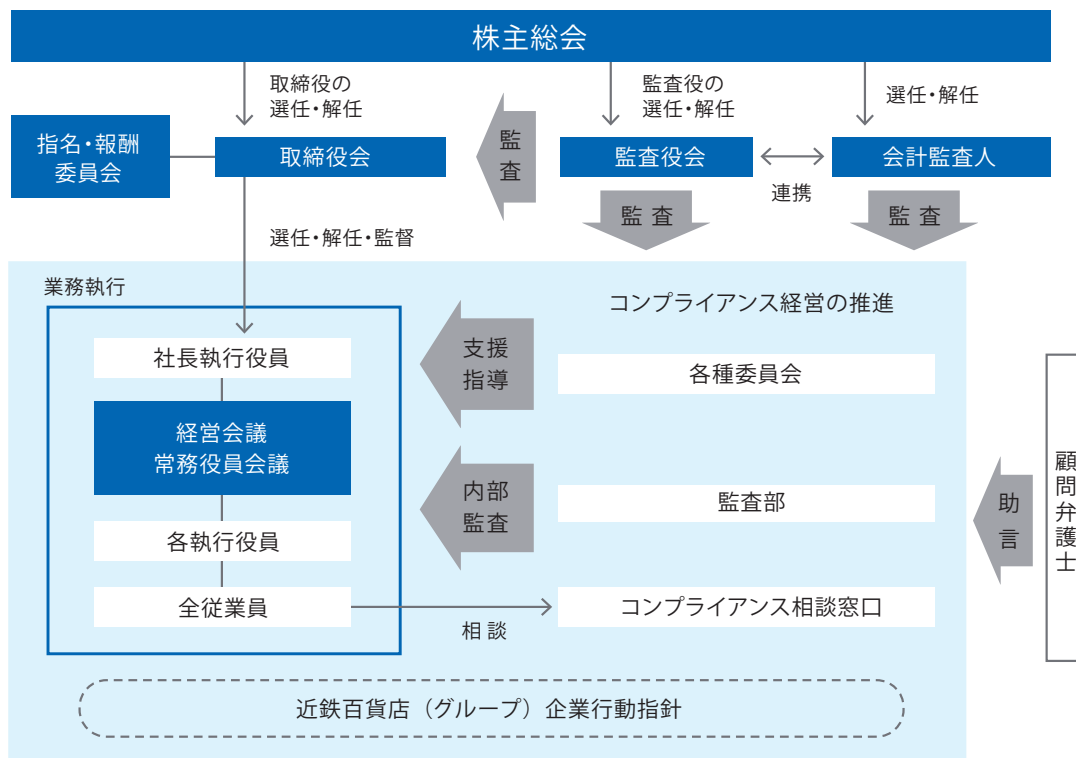 株主総会
取締役の
選任・解任
監査役の
選任・解任
選任・解任
指名・報酬
委員会
取締役会
監
査
監査役会
連携
会計監査人
監 査
監 査
選任・解任・監督
業務執行
コンプライアンス経営の推進
社長執行役員
経営会議
常務役員会議
各執行役員
全従業員
支援
指導
各種委員会
内部
監査
監査部
相 談
コンプライアンス相談窓口
助
言
顧
問
弁
護
士
近鉄百貨店（グループ）企業行動指針